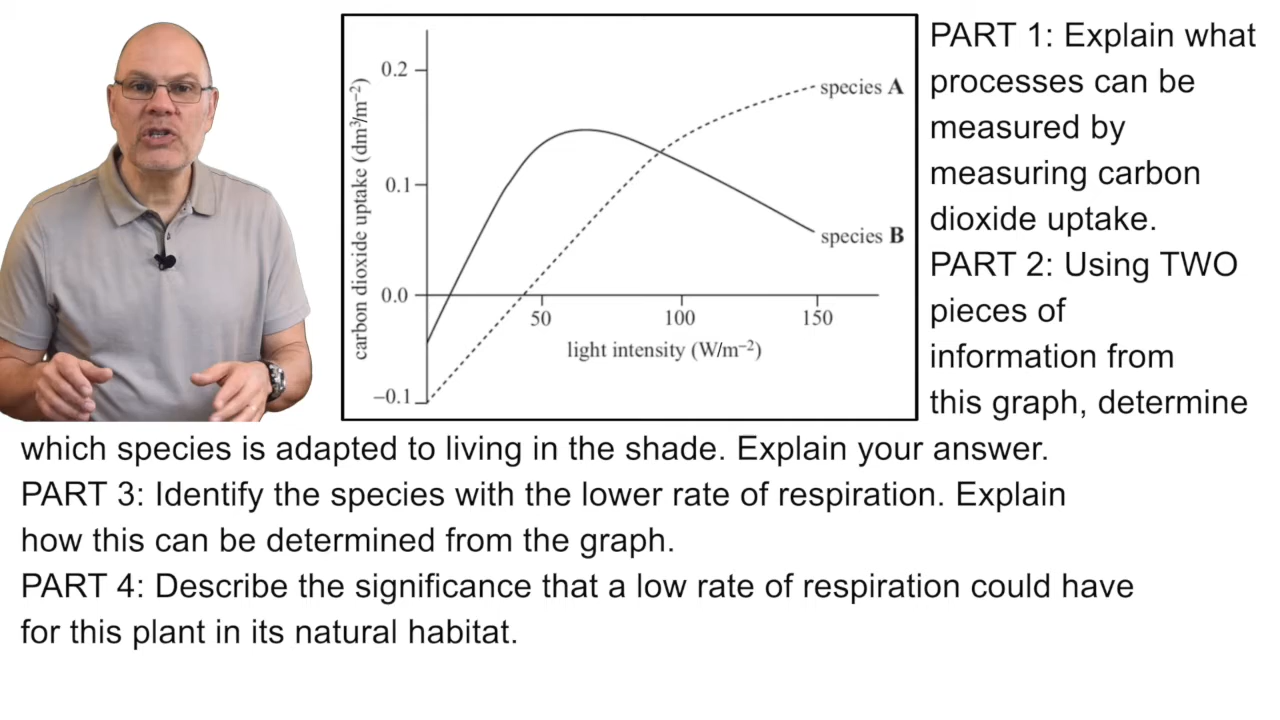 0.2
0.1
0.0
–0.1
carbon dioxide uptake (dm³/m⁻²)
50
100
150
light intensity (W/m⁻²)
species A
species B
PART 1: Explain what
processes can be
measured by
measuring carbon
dioxide uptake.
PART 2: Using TWO
pieces of
information from
this graph, determine
which species is adapted to living in the shade. Explain your answer.
PART 3: Identify the species with the lower rate of respiration. Explain
how this can be determined from the graph.
PART 4: Describe the significance that a low rate of respiration could have
for this plant in its natural habitat.